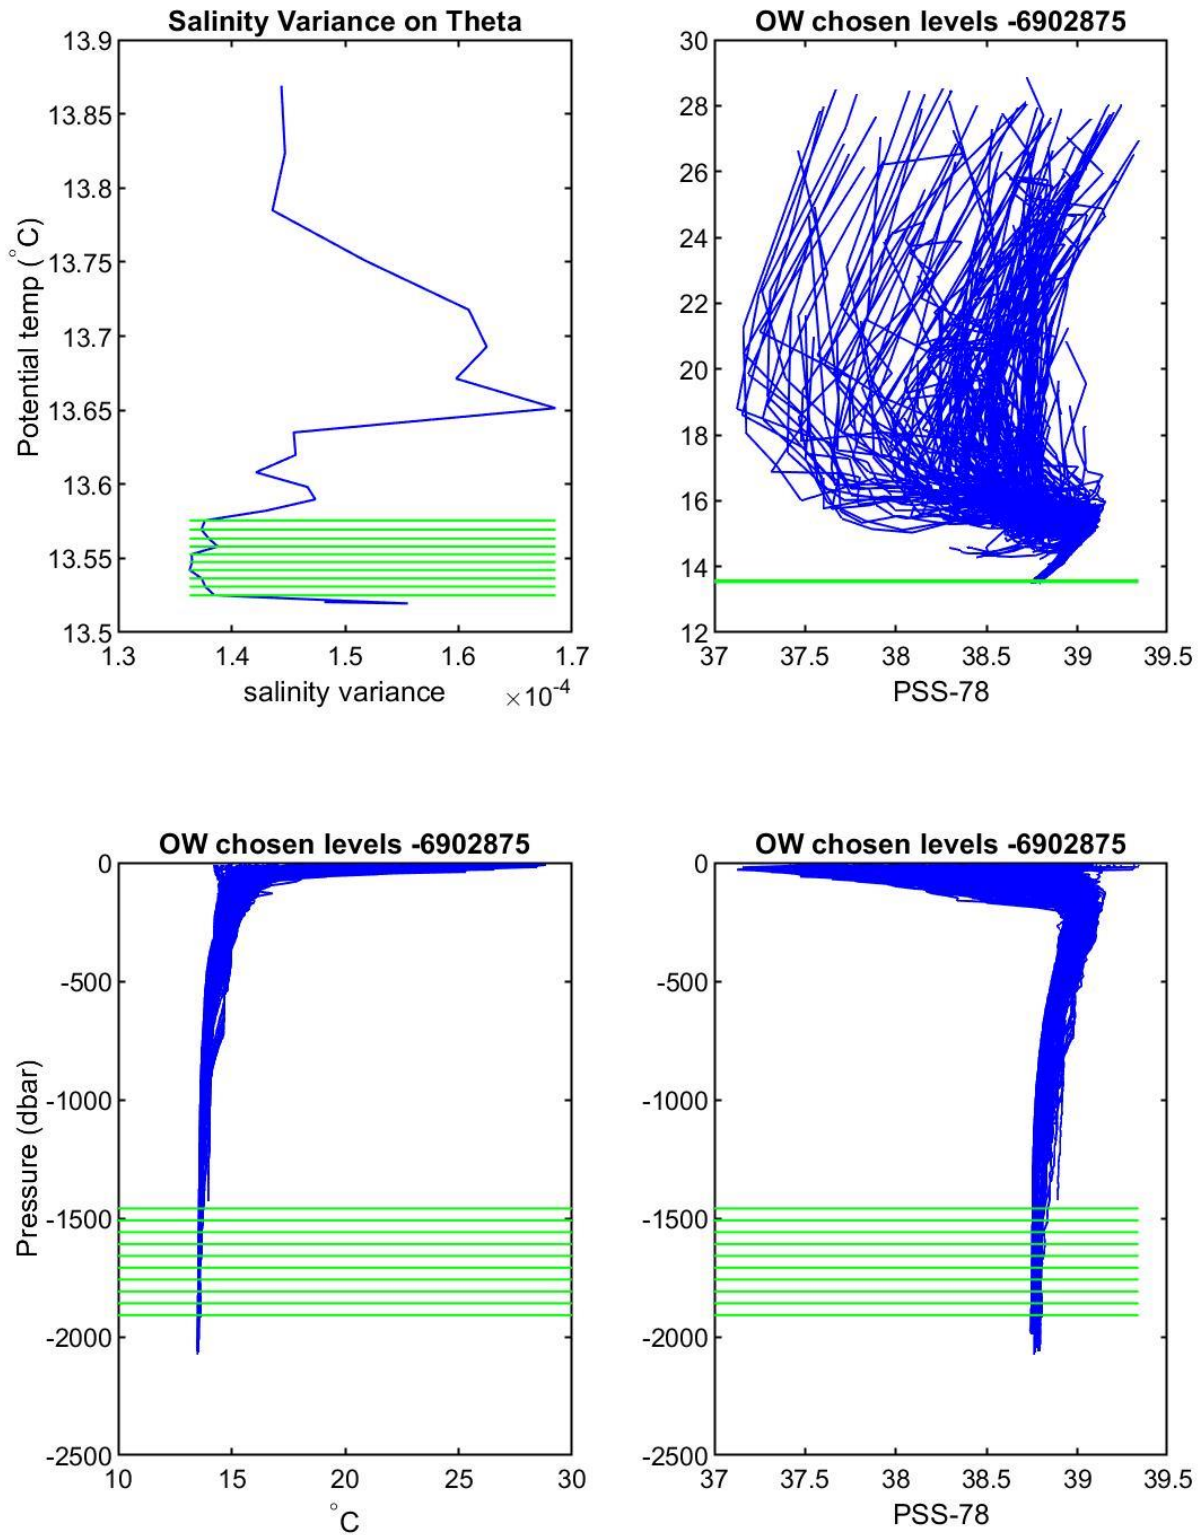 Salinity Variance on Theta
13.9
13.85
13.8
13.75
13.7
13.65
13.6
13.55
13.5
Potential temp (°C)
1.3 1.4 1.5 1.6 1.7
salinity variance ×10-4
OW chosen levels -6902875
30
28
26
24
22
20
18
16
14
12
37 37.5 38 38.5 39 39.5
PSS-78
OW chosen levels -6902875
0
-500
-1000
-1500
-2000
-2500
Pressure (dbar)
10 15 20 25 30
°C
OW chosen levels -6902875
0
-500
-1000
-1500
-2000
-2500
37 37.5 38 38.5 39 39.5
PSS-78